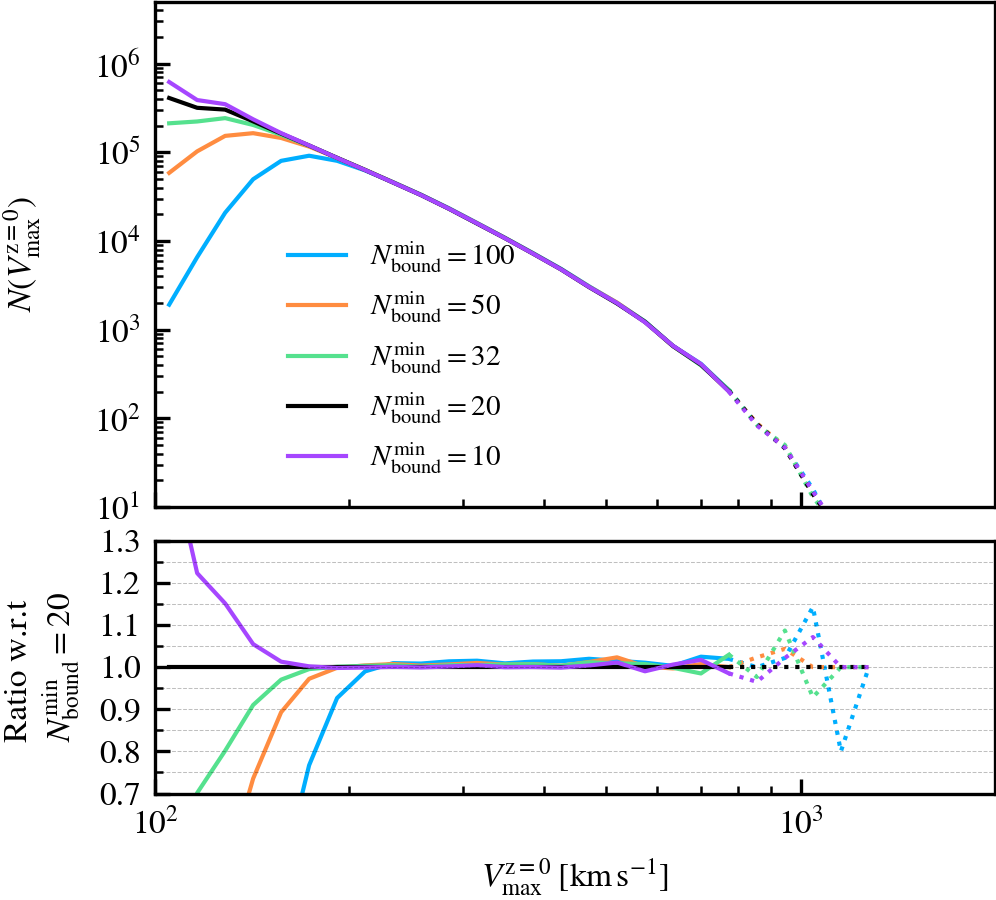 10^6
10^5
10^4
10^3
10^2
10^1
N(V_max^{z=0})
N_bound^min = 100
N_bound^min = 50
N_bound^min = 32
N_bound^min = 20
N_bound^min = 10
1.3
1.2
1.1
1.0
0.9
0.8
0.7
Ratio w.r.t
N_bound^min = 20
10^2
10^3
V_max^{z=0} [km s^{-1}]